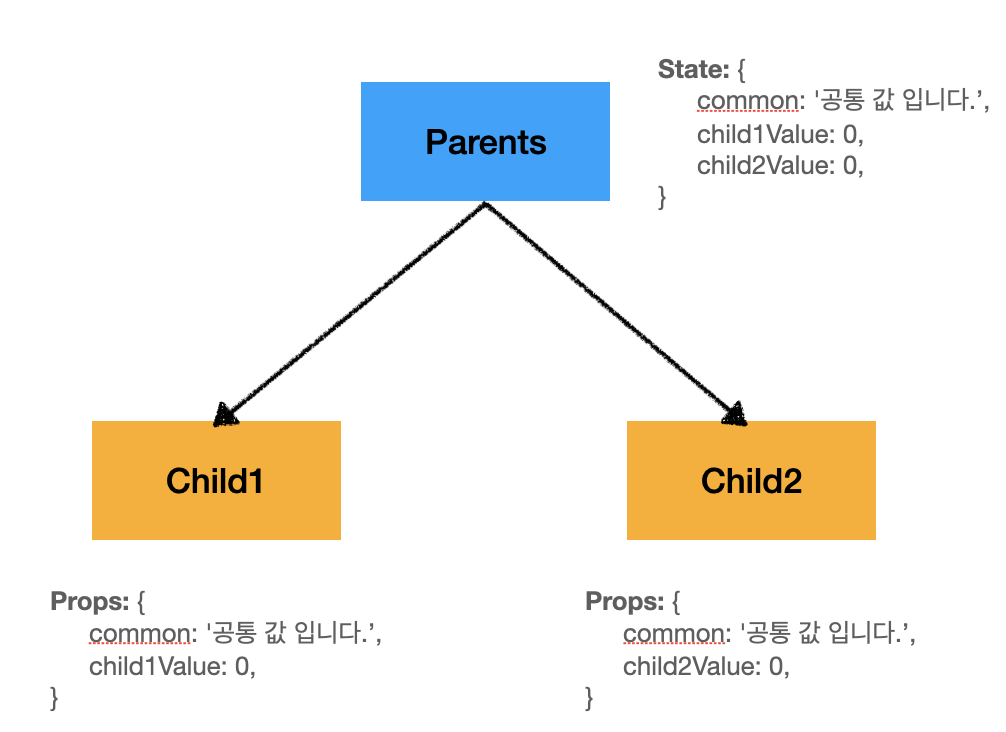 State: {
common: '공통 값 입니다.’,
child1Value: 0,
child2Value: 0,
}
Parents
Child1
Child2
Props: {
common: '공통 값 입니다.’,
child1Value: 0,
}
Props: {
common: '공통 값 입니다.’,
child2Value: 0,
}